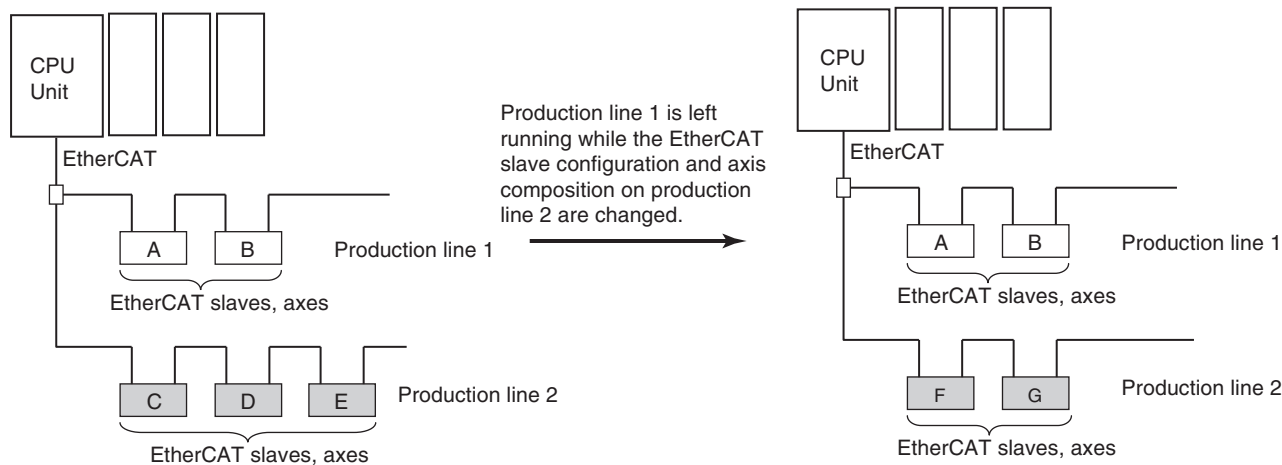 CPU
Unit
EtherCAT
A
B
Production line 1
EtherCAT slaves, axes
C
D
E
Production line 2
EtherCAT slaves, axes
Production line 1 is left
running while the EtherCAT
slave configuration and axis
composition on production
line 2 are changed.
CPU
Unit
EtherCAT
A
B
Production line 1
EtherCAT slaves, axes
F
G
Production line 2
EtherCAT slaves, axes